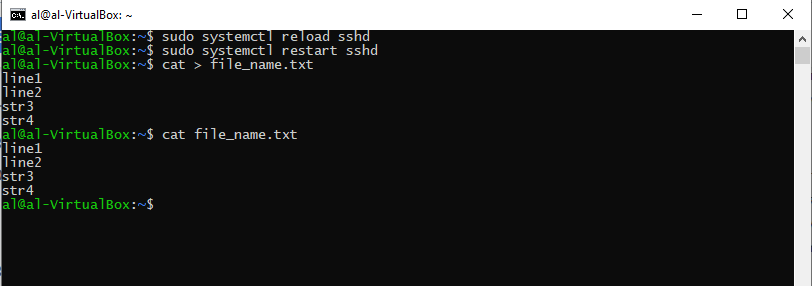 al@al-VirtualBox: ~
al@al-VirtualBox:~$ sudo systemctl reload sshd
al@al-VirtualBox:~$ sudo systemctl restart sshd
al@al-VirtualBox:~$ cat > file_name.txt
line1
line2
str3
str4
al@al-VirtualBox:~$ cat file_name.txt
line1
line2
str3
str4
al@al-VirtualBox:~$